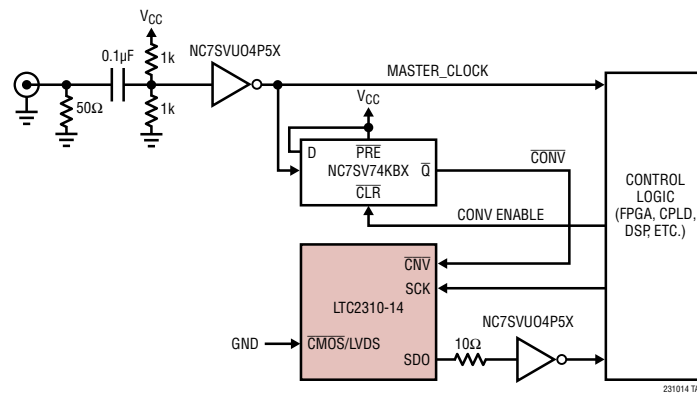 VCC
0.1µF
1k
NC7SVUO4P5X
MASTER_CLOCK
50Ω
1k
VCC
D
PRE
NC7SV74KBX
Q
CLR
CONV
CONV ENABLE
CONTROL
LOGIC
(FPGA, CPLD,
DSP, ETC.)
CNV
SCK
LTC2310-14
NC7SVUO4P5X
GND
CMOS/LVDS
SDO
10Ω
231014 TA